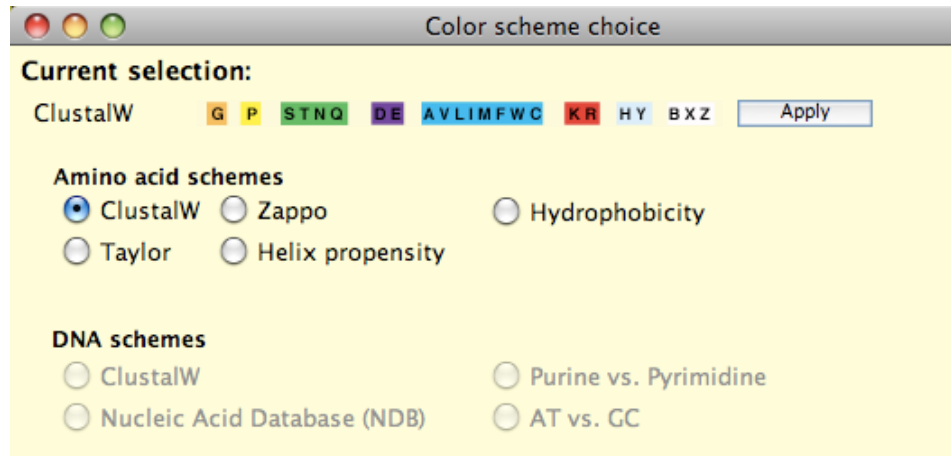 Color scheme choice
Current selection:
ClustalW G P STNQ DE AVLIMFWC KR HY BXZ Apply
Amino acid schemes
ClustalW Zappo Hydrophobicity
Taylor Helix propensity
DNA schemes
ClustalW Purine vs. Pyrimidine
Nucleic Acid Database (NDB) AT vs. GC